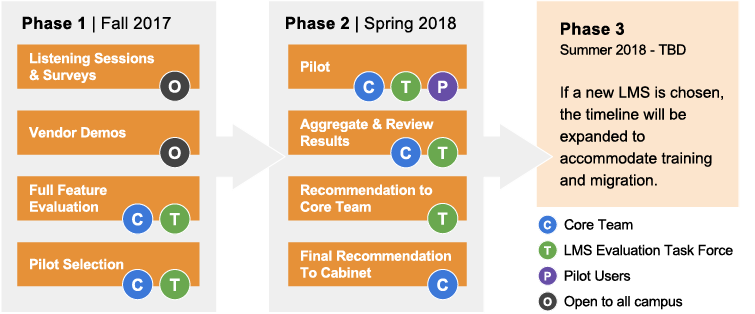 Phase 1 | Fall 2017
Listening Sessions
& Surveys
O
Vendor Demos
O
Full Feature
Evaluation
C T
Pilot Selection
C T
Phase 2 | Spring 2018
Pilot
C T P
Aggregate & Review
Results
C T
Recommendation to
Core Team
T
Final Recommendation
To Cabinet
C
Phase 3
Summer 2018 - TBD
If a new LMS is chosen,
the timeline will be
expanded to
accommodate training
and migration.
C Core Team
T LMS Evaluation Task Force
P Pilot Users
O Open to all campus